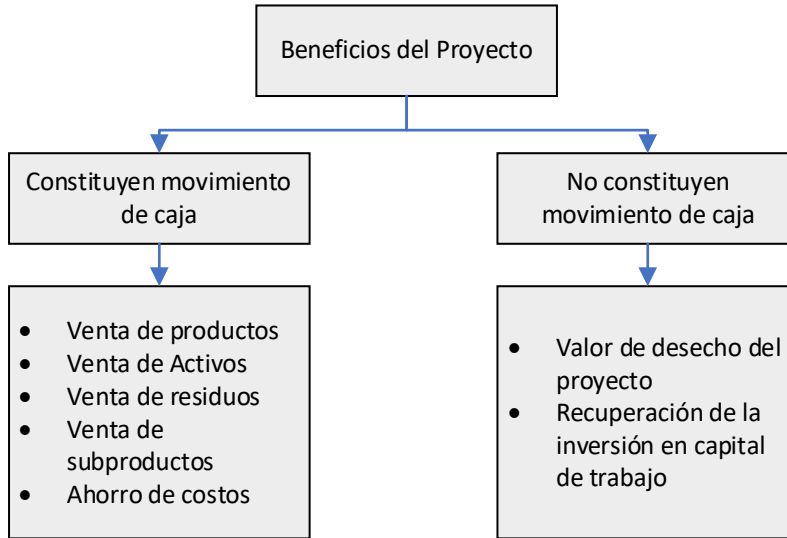 Beneficios del Proyecto
Constituyen movimiento
de caja
No constituyen
movimiento de caja
• Venta de productos
• Venta de Activos
• Venta de residuos
• Venta de
subproductos
• Ahorro de costos
• Valor de desecho del
proyecto
• Recuperación de la
inversión en capital
de trabajo